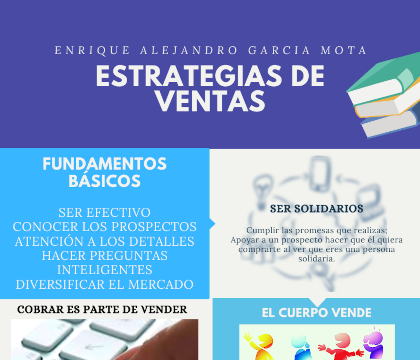 ENRIQUE ALEJANDRO GARCIA MOTA
ESTRATEGIAS DE
VENTAS
FUNDAMENTOS
BÁSICOS
SER EFECTIVO
CONOCER LOS PROSPECTOS
ATENCIÓN A LOS DETALLES
HACER PREGUNTAS
INTELIGENTES
DIVERSIFICAR EL MERCADO
SER SOLIDARIOS
Cumplir las promesas que realizas;
Apoyar a un prospecto hacer que él quiera
comprarte al ver que eres una persona
solidaria.
COBRAR ES PARTE DE VENDER
EL CUERPO VENDE